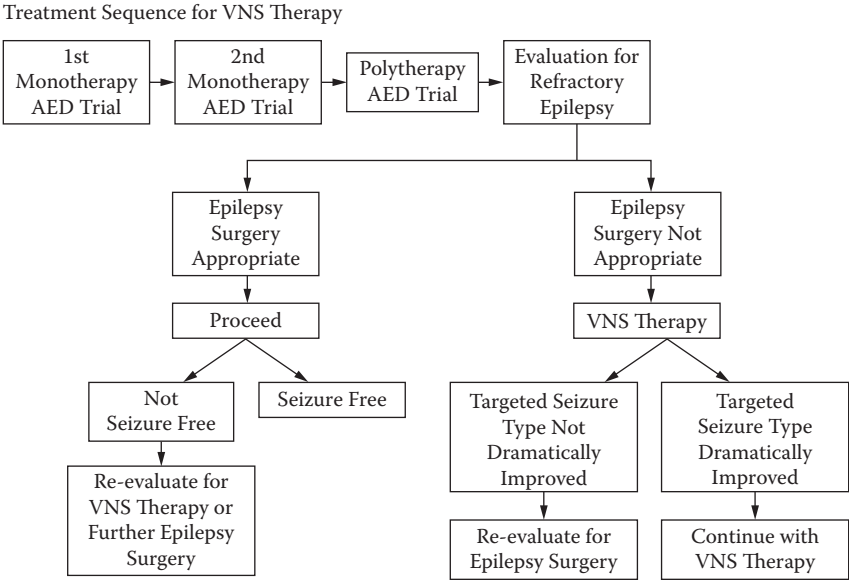 Treatment Sequence for VNS Therapy
1st
Monotherapy
AED Trial
2nd
Monotherapy
AED Trial
Polytherapy
AED Trial
Evaluation for
Refractory
Epilepsy
Epilepsy
Surgery
Appropriate
Epilepsy
Surgery Not
Appropriate
Proceed
VNS Therapy
Not
Seizure Free
Seizure Free
Targeted Seizure
Type Not
Dramatically
Improved
Targeted
Seizure Type
Dramatically
Improved
Re-evaluate for
VNS Therapy or
Further Epilepsy
Surgery
Re-evaluate for
Epilepsy Surgery
Continue with
VNS Therapy